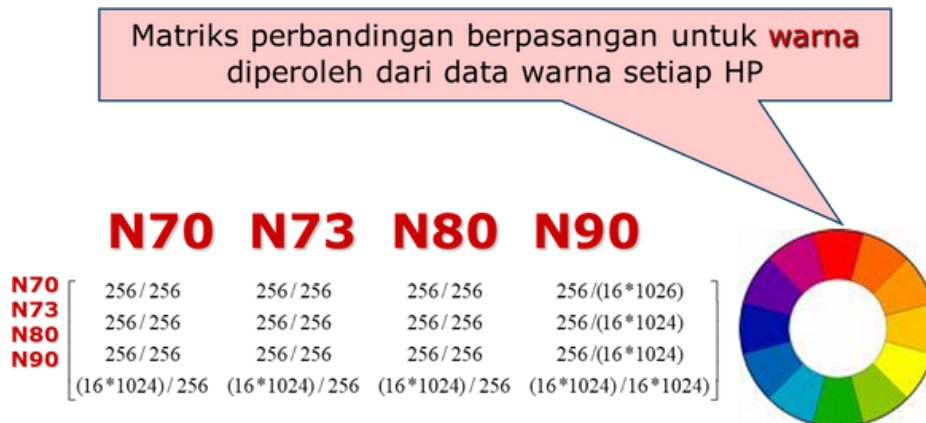 Matriks perbandingan berpasangan untuk warna
diperoleh dari data warna setiap HP
N70 N73 N80 N90
N70 256/256 256/256 256/256 256/(16*1026)
N73 256/256 256/256 256/256 256/(16*1024)
N80 256/256 256/256 256/256 256/(16*1024)
N90 (16*1024)/256 (16*1024)/256 (16*1024)/256 (16*1024)/16*1024)